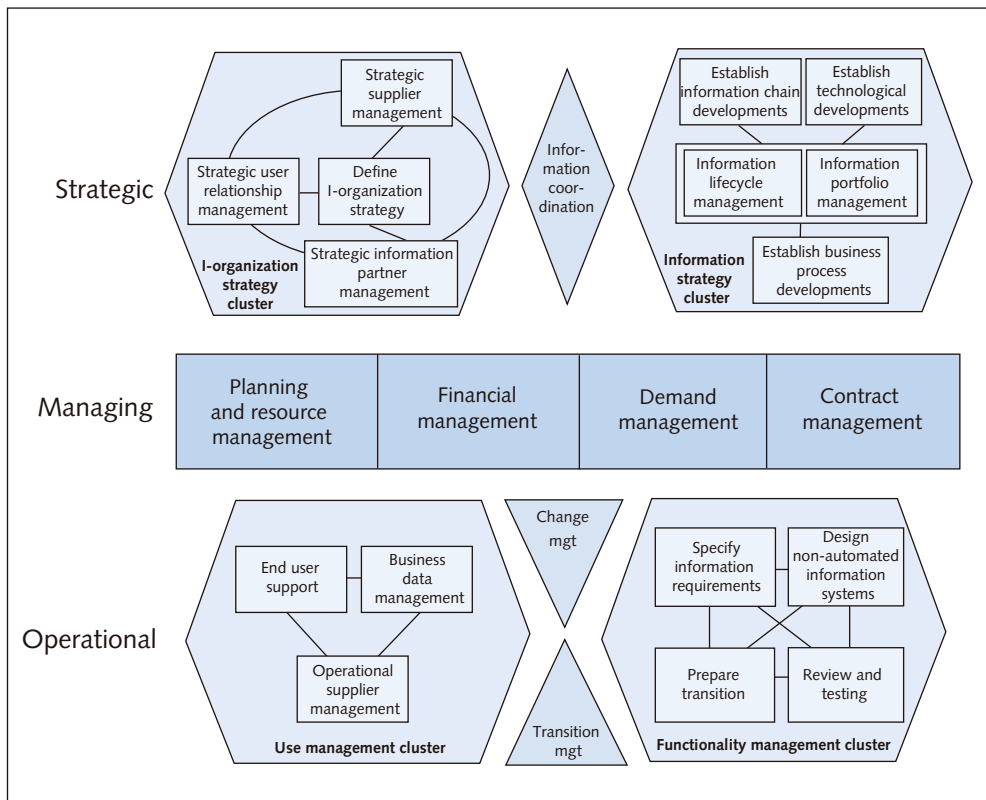 Strategic
Strategic
supplier
management
Strategic user
relationship
management
Define
I-organization
strategy
Strategic information
partner
management
I-organization
strategy
cluster
Infor-
mation
coor-
dination
Establish
information chain
developments
Establish
technological
developments
Information
lifecycle
management
Information
portfolio
management
Establish business
process
developments
Information
strategy
cluster
Managing
Planning
and resource
management
Financial
management
Demand
management
Contract
management
Operational
End user
support
Business
data
management
Operational
supplier
management
Use management cluster
Change
mgt
Transition
mgt
Specify
information
requirements
Design
non-automated
information
systems
Prepare
transition
Review and
testing
Functionality management cluster